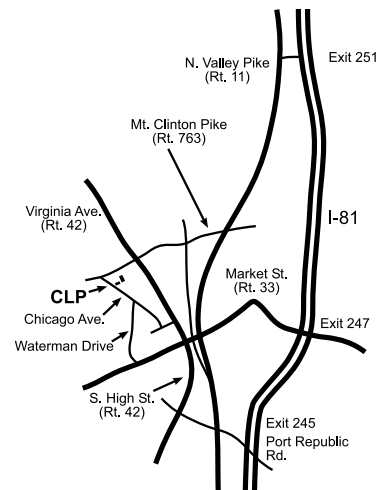 N. Valley Pike
(Rt. 11)
Exit 251
Mt. Clinton Pike
(Rt. 763)
Virginia Ave.
(Rt. 42)
I-81
Market St.
(Rt. 33)
CLP
Chicago Ave.
Exit 247
Waterman Drive
S. High St.
(Rt. 42)
Exit 245
Port Republic
Rd.